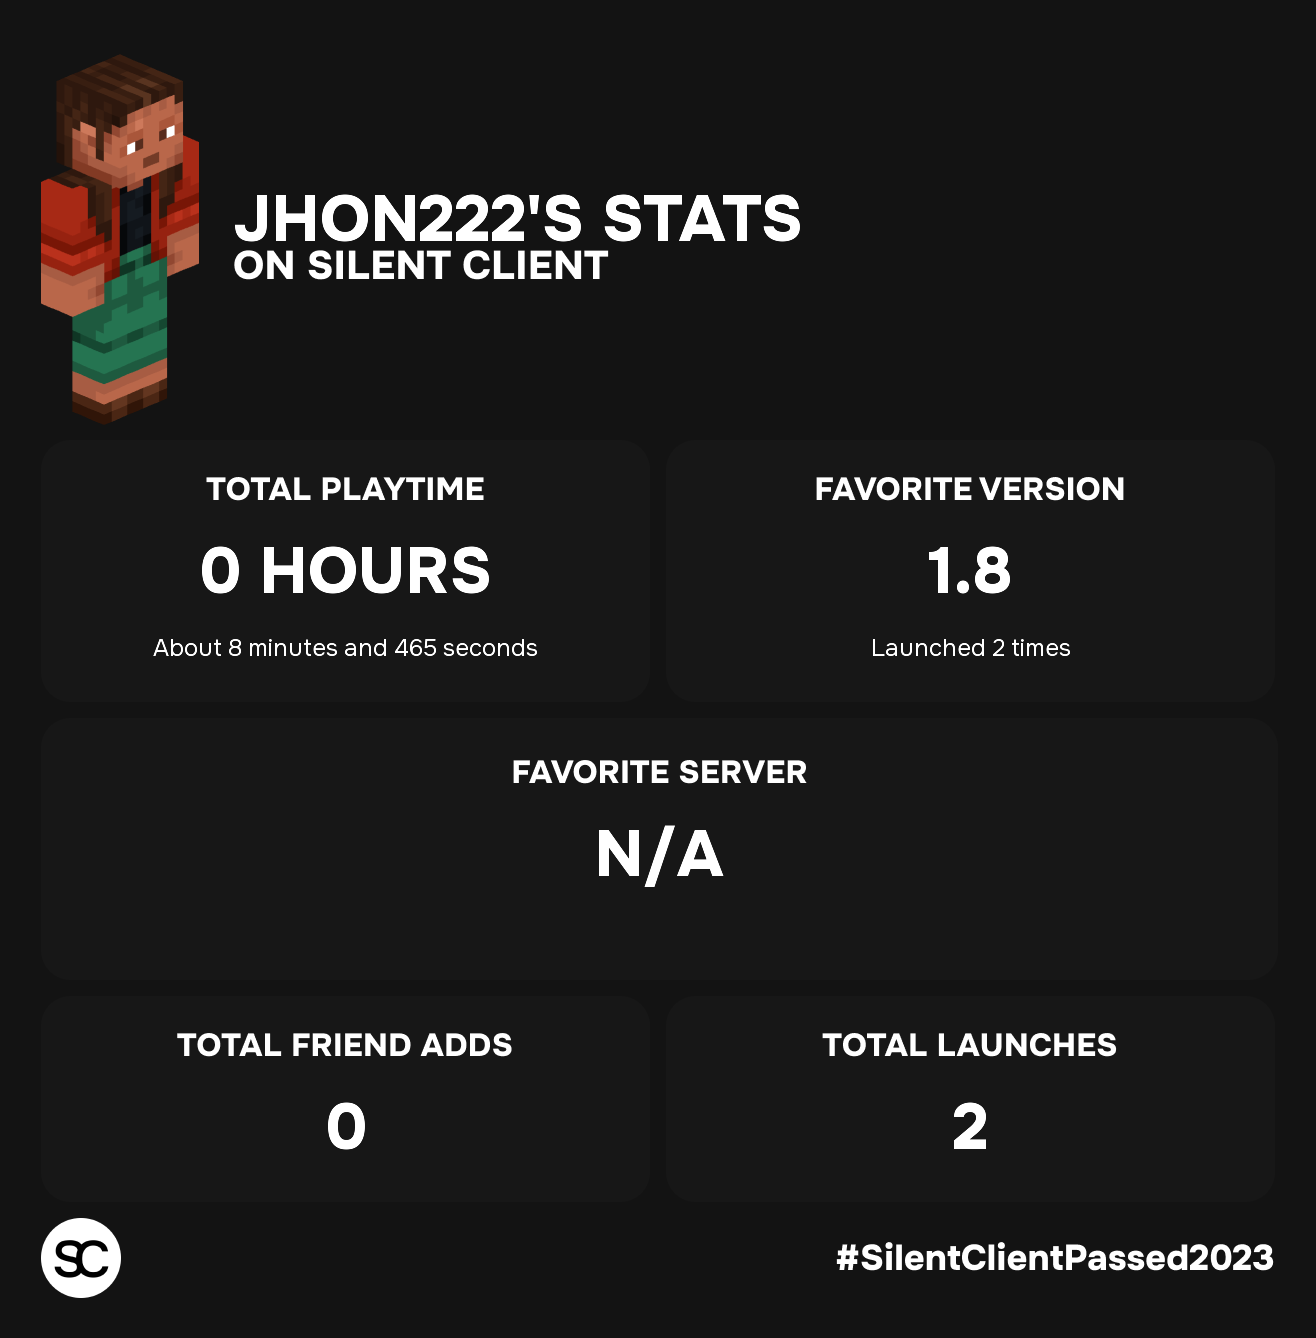 JHON222'S STATS
ON SILENT CLIENT
TOTAL PLAYTIME
0 HOURS
About 8 minutes and 465 seconds
FAVORITE VERSION
1.8
Launched 2 times
FAVORITE SERVER
N/A
TOTAL FRIEND ADDS
0
TOTAL LAUNCHES
2
SC
#SilentClientPassed2023